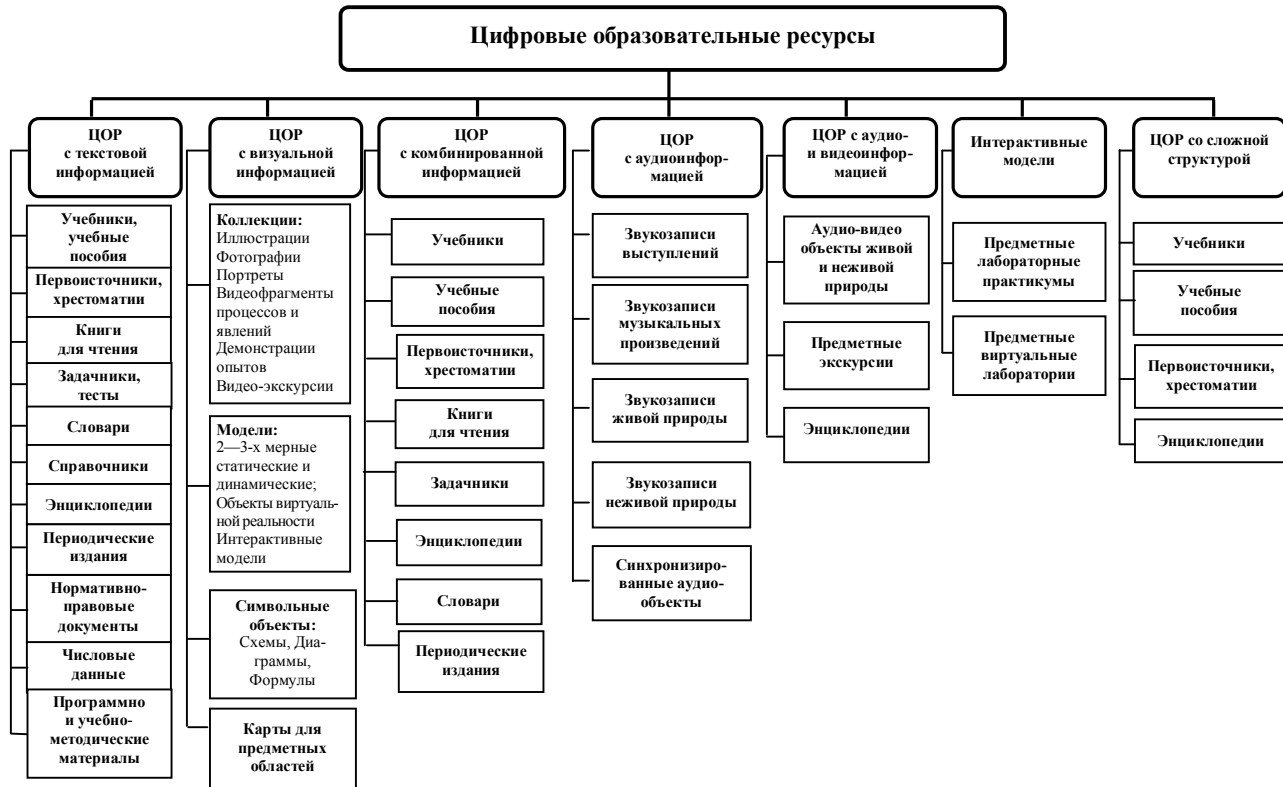 Цифровые образовательные ресурсы
ЦОР
с текстовой
информацией
Учебники,
учебные
пособия
Первоисточники,
хрестоматии
Книги
для чтения
Задачники,
тесты
Словари
Справочники
Энциклопедии
Периодические
издания
Нормативно-
правовые
документы
Числовые
данные
Программно
и учебно-
методические
материалы
ЦОР
с визуальной
информацией
Коллекции:
Иллюстрации
Фотографии
Портреты
Видеофрагменты
процессов и
явлений
Демонстрации
опытов
Видео-экскурсии
Модели:
2—3-х мерные
статические и
динамические;
Объекты виртуаль-
ной реальности
Интерактивные
модели
Символьные
объекты:
Схемы, Диа-
граммы,
Формулы
Карты для
предметных
областей
ЦОР
с комбинированной
информацией
Учебники
Учебные
пособия
Первоисточники,
хрестоматии
Книги
для чтения
Задачники
Энциклопедии
Словари
Периодические
издания
ЦОР
с аудиоинфор-
мацией
Звукозаписи
выступлений
Звукозаписи
музыкальных
произведений
Звукозаписи
живой природы
Звукозаписи
неживой природы
Синхронизиро-
ванные аудио-
объекты
ЦОР с аудио-
и видеоинфор-
мацией
Аудио-видео
объекты живой
и неживой
природы
Предметные
экскурсии
Энциклопедии
Интерактивные
модели
Предметные
лабораторные
практикумы
Предметные
виртуальные
лаборатории
ЦОР со сложной
структурой
Учебники
Учебные
пособия
Первоисточники,
хрестоматии
Энциклопедии